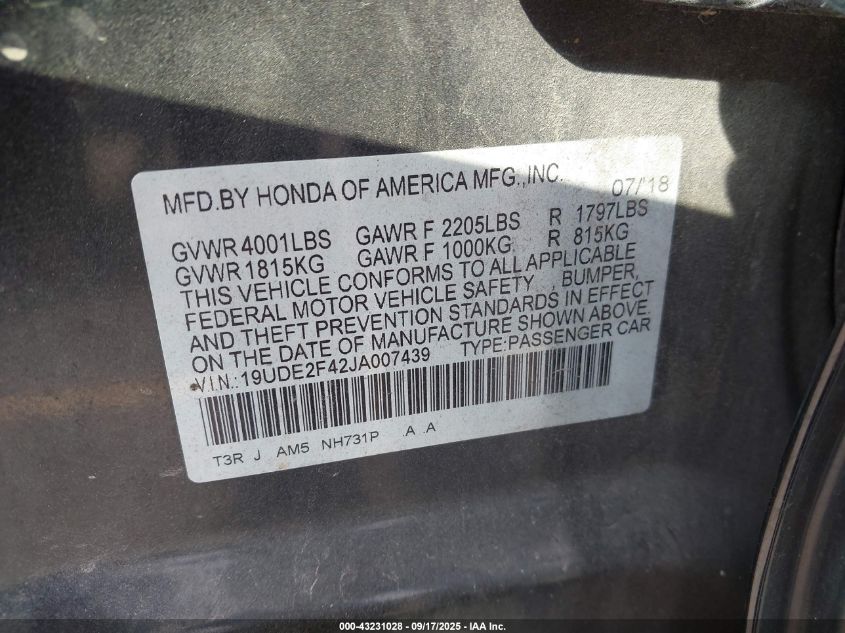 MFD.BY HONDA OF AMERICA MFG.,INC. 07/'18
GVWR 4001LBS GAWR F 2205LBS R 1797LBS
GVWR 1815KG GAWR F 1000KG R 815KG
THIS VEHICLE CONFORMS TO ALL APPLICABLE
FEDERAL MOTOR VEHICLE SAFETY , BUMPER,
AND THEFT PREVENTION STANDARDS IN EFFECT
ON THE DATE OF MANUFACTURE SHOWN ABOVE.
V.I.N.:19UDE2F42JA007439 TYPE:PASSENGER CAR
T3R J AM5 NH731P .A .A
000-43231028 - 09/17/2025 - IAA Inc.